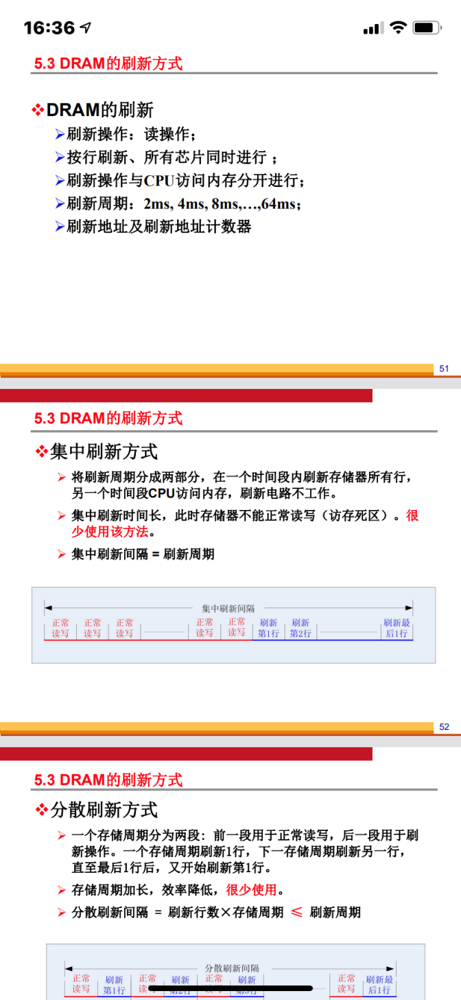 16:36
5.3 DRAM的刷新方式
❖DRAM的刷新
➢刷新操作：读操作；
➢按行刷新、所有芯片同时进行 ；
➢刷新操作与CPU访问内存分开进行；
➢刷新周期：2ms, 4ms, 8ms,…,64ms；
➢刷新地址及刷新地址计数器
51
5.3 DRAM的刷新方式
❖集中刷新方式
➢ 将刷新周期分成两部分，在一个时间段内刷新存储器所有行，
另一个时间段CPU访问内存，刷新电路不工作。
➢ 集中刷新时间长，此时存储器不能正常读写（访存死区）。很
少使用该方法。
➢ 集中刷新间隔 = 刷新周期
集中刷新间隔
正常 正常 正常 正常 正常 刷新 刷新 刷新最
读写 读写 读写 读写 读写 第1行 第2行 后1行
52
5.3 DRAM的刷新方式
❖分散刷新方式
➢ 一个存储周期分为两段：前一段用于正常读写，后一段用于刷
新操作。一个存储周期刷新1行，下一存储周期刷新另一行，
直至最后1行后，又开始刷新第1行。
➢ 存储周期加长，效率降低，很少使用。
➢ 分散刷新间隔 = 刷新行数×存储周期 ≤ 刷新周期
分散刷新间隔
正常 刷新 正常 刷新 正常 刷新 正常 刷新最
读写 第1行 读 读写 后1行